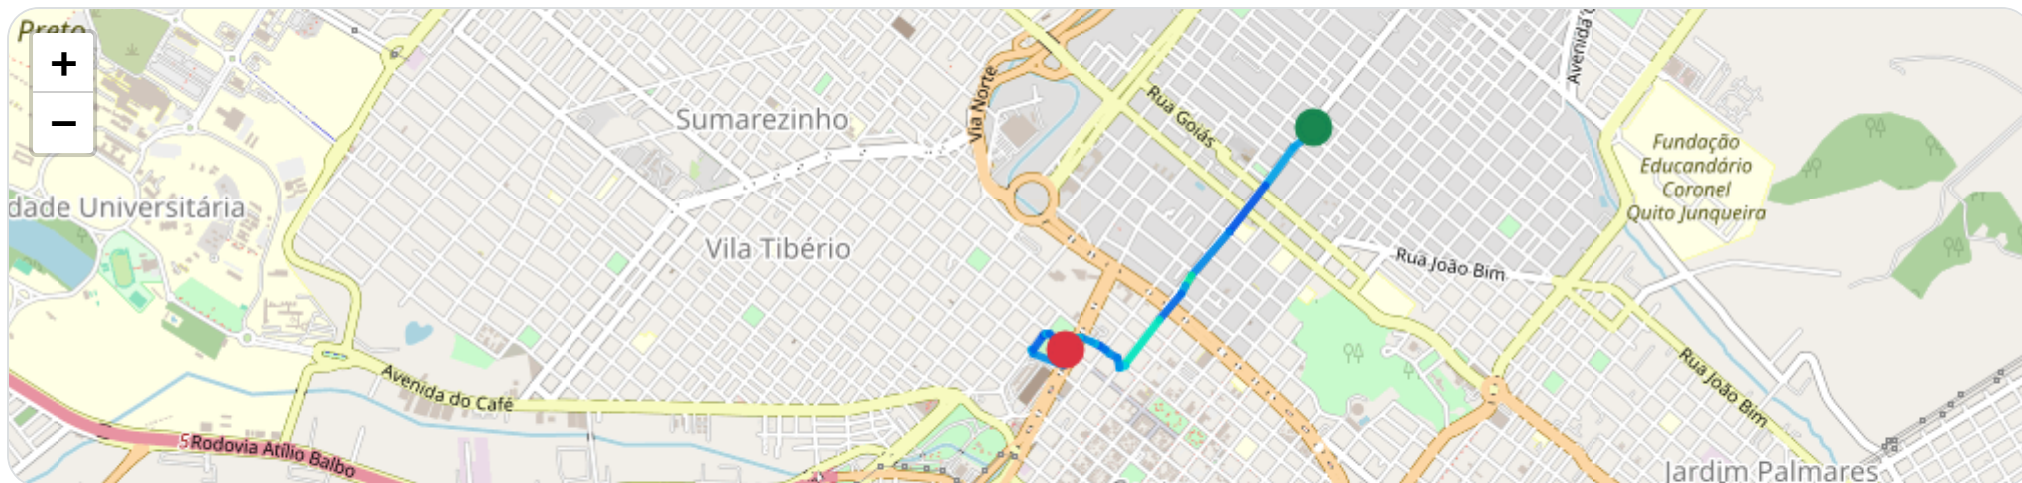 Preto
+
−
Sumarezinho
Via Norte
Rua Goiás
Fundação
Educandário
Coronel
Quito Junqueira
dade Universitária
Vila Tibério
Rua João Bim
Avenida do Café
Rua João Bim
Rodovia Atílio Balbo
Jardim Palmares
Avenida